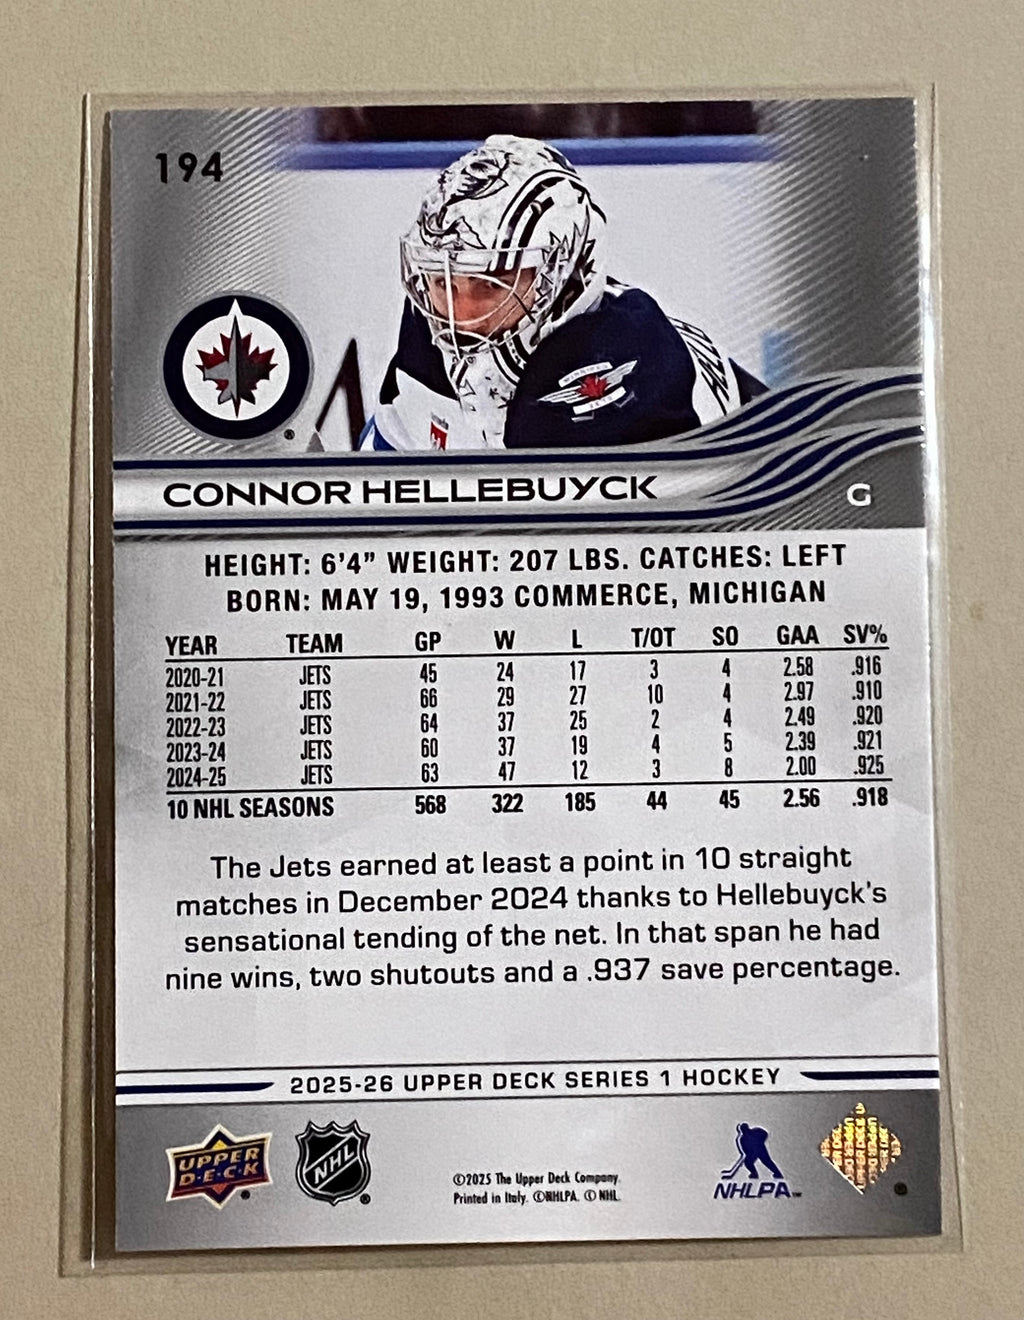 194
WINNIPEG
JETS
CONNOR HELLEBUYCK
G
HEIGHT: 6'4" WEIGHT: 207 LBS. CATCHES: LEFT
BORN: MAY 19, 1993 COMMERCE, MICHIGAN
YEAR TEAM GP W L T/OT SO GAA SV%
2020-21 JETS 45 24 17 3 4 2.58 .916
2021-22 JETS 66 29 27 10 4 2.97 .910
2022-23 JETS 64 37 25 2 4 2.49 .920
2023-24 JETS 60 37 19 4 5 2.39 .921
2024-25 JETS 63 47 12 3 8 2.00 .925
10 NHL SEASONS 568 322 185 44 45 2.56 .918
The Jets earned at least a point in 10 straight
matches in December 2024 thanks to Hellebuyck's
sensational tending of the net. In that span he had
nine wins, two shutouts and a .937 save percentage.
2025-26 UPPER DECK SERIES 1 HOCKEY
UPPER
D•E•C•K
®
NHL
®
©2025 The Upper Deck Company.
Printed in Italy. ©NHLPA. © NHL.
NHLPA™